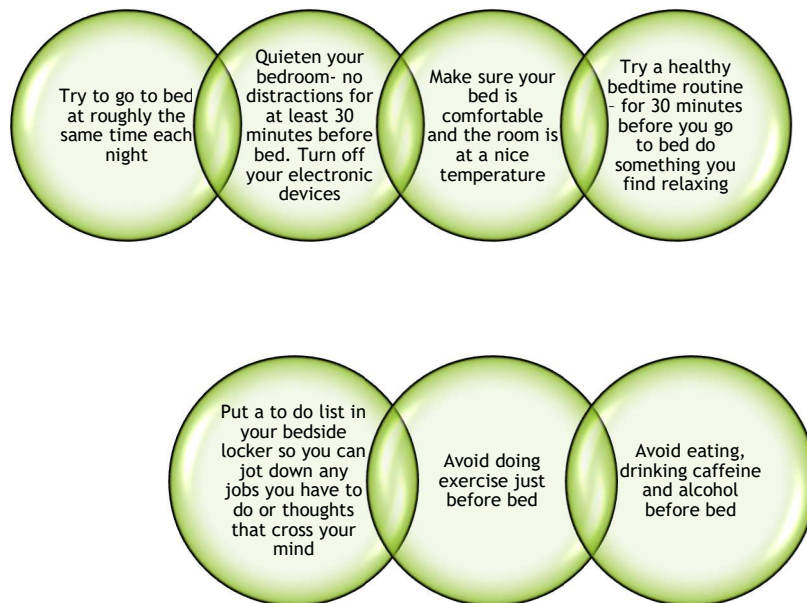 Try to go to bed
at roughly the
same time each
night
Quieten your
bedroom- no
distractions for
at least 30
minutes before
bed. Turn off
your electronic
devices
Make sure your
bed is
comfortable
and the room is
at a nice
temperature
Try a healthy
bedtime routine
- for 30 minutes
before you go
to bed do
something you
find relaxing
Put a to do list in
your bedside
locker so you can
jot down any
jobs you have to
do or thoughts
that cross your
mind
Avoid doing
exercise just
before bed
Avoid eating,
drinking caffeine
and alcohol
before bed